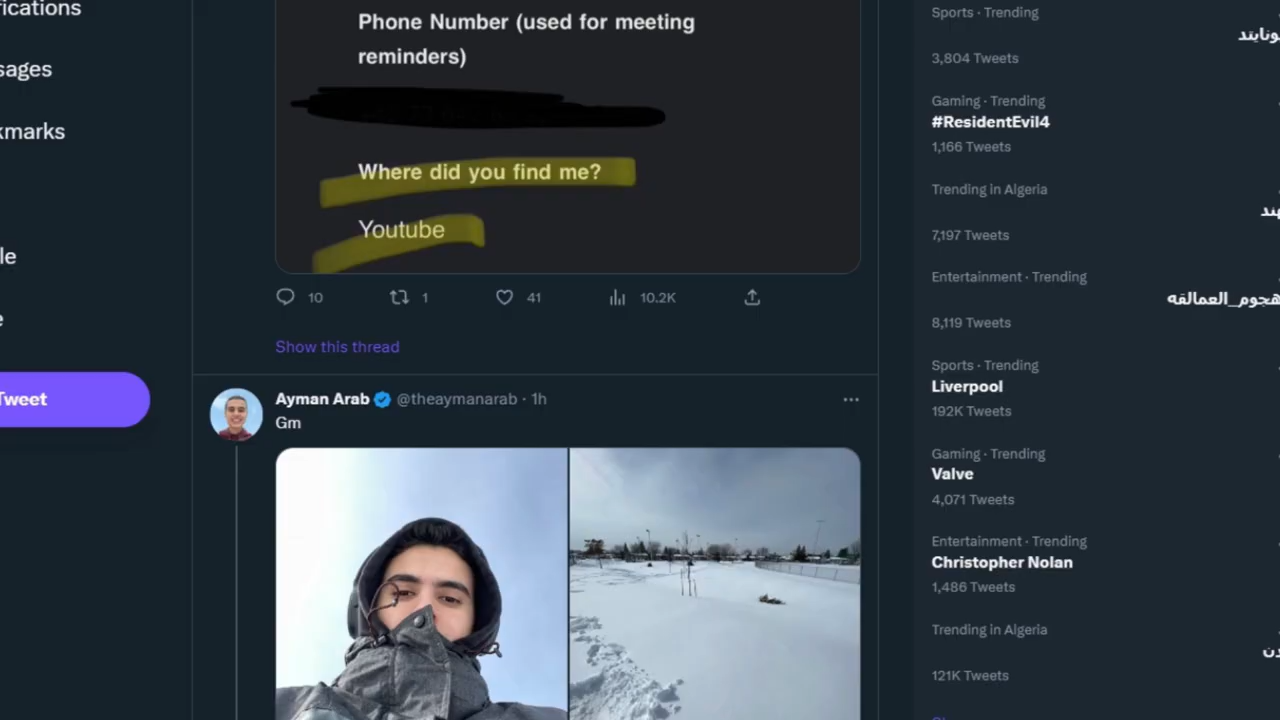 ications
sages
kmarks
le
e
Tweet
Phone Number (used for meeting
reminders)
Where did you find me?
Youtube
10
1
41
10.2K
Show this thread
Ayman Arab @theaymanarab · 1h
Gm
Sports · Trending
ونايتد
3,804 Tweets
Gaming · Trending
#ResidentEvil4
1,166 Tweets
Trending in Algeria
7,197 Tweets
Entertainment · Trending
هجوم_العمالقه
8,119 Tweets
Sports · Trending
Liverpool
192K Tweets
Gaming · Trending
Valve
4,071 Tweets
Entertainment · Trending
Christopher Nolan
1,486 Tweets
Trending in Algeria
121K Tweets